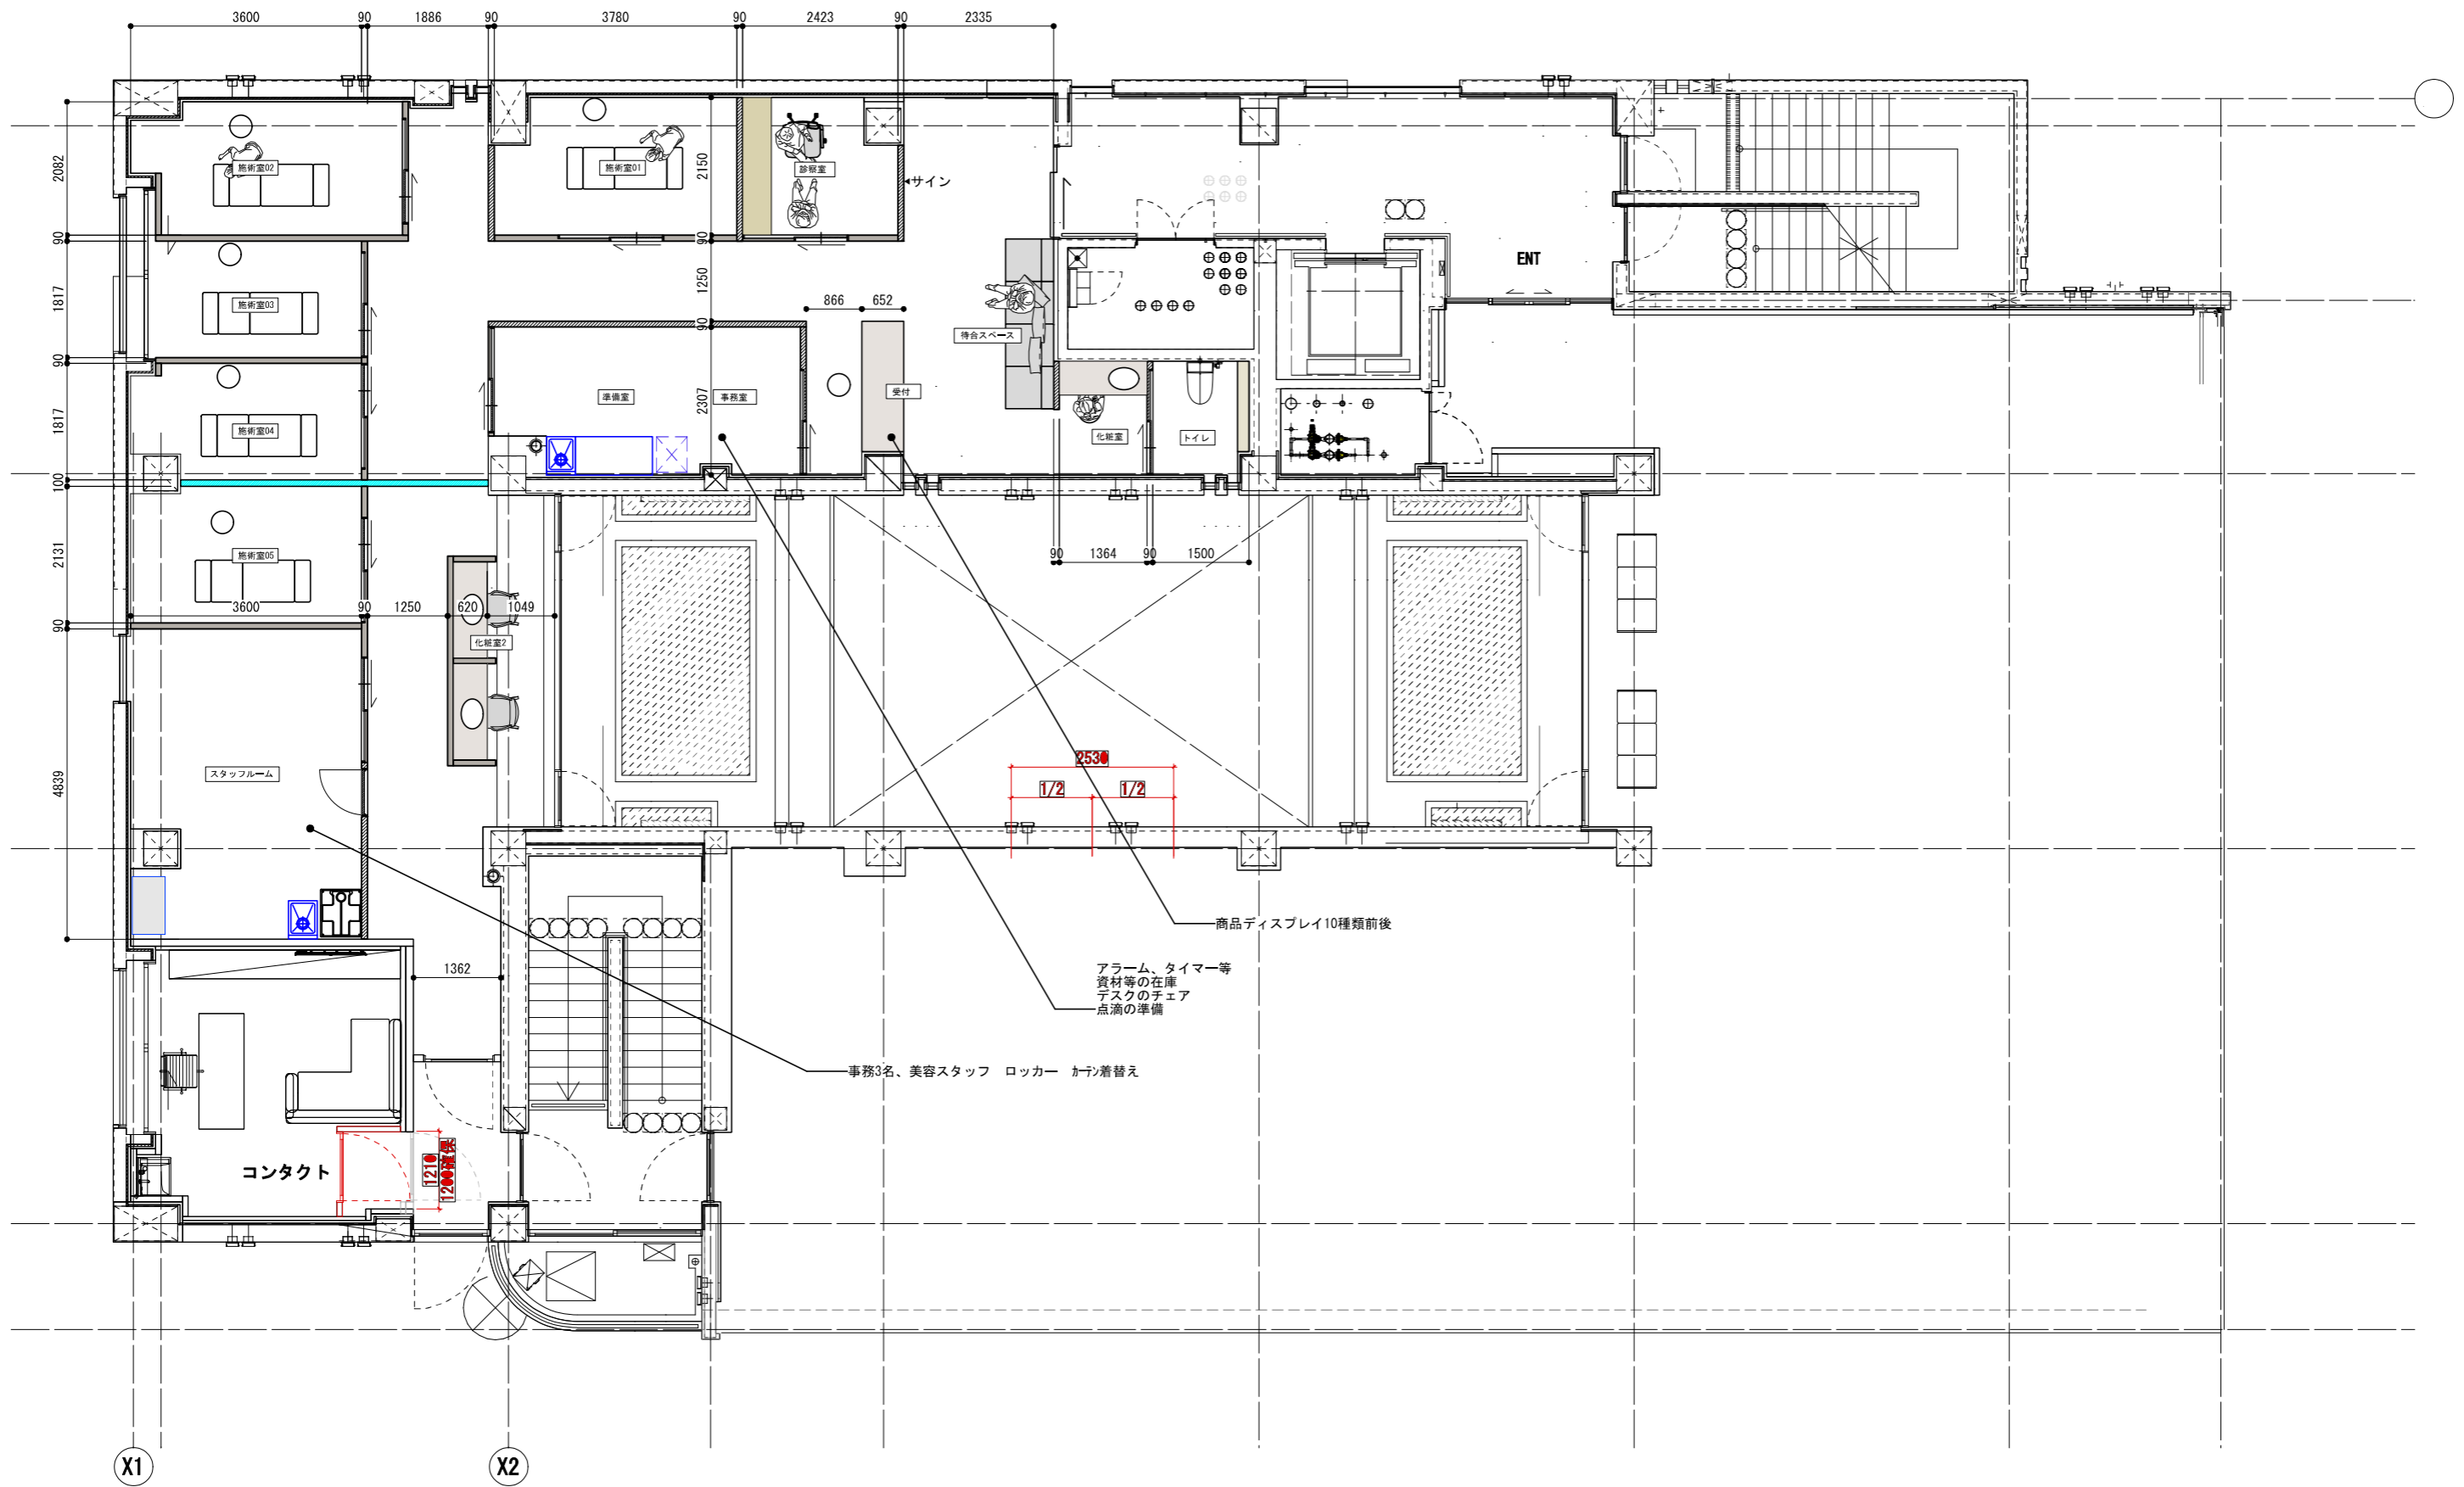 3600 90 1886 90 3780 90 2423 90 2335
2082
90
1817
90
1817
100
2131
90
4839
施術室02
施術室01
診察室
サイン
2150
90
1250
90
2307
施術室03
施術室04
施術室05
866 652
待合スペース
ENT
準備室
事務室
受付
化粧室
トイレ
90 1364 90 1500
3600 90 1250 620 1049
化粧室2
スタッフルーム
2530
1/2 1/2
商品ディスプレイ10種類前後
アラーム、タイマー等
資材等の在庫
デスクのチェア
点滴の準備
1362
事務3名、美容スタッフ ロッカー カーテン着替え
コンタクト
1210
1200確保
X1
X2